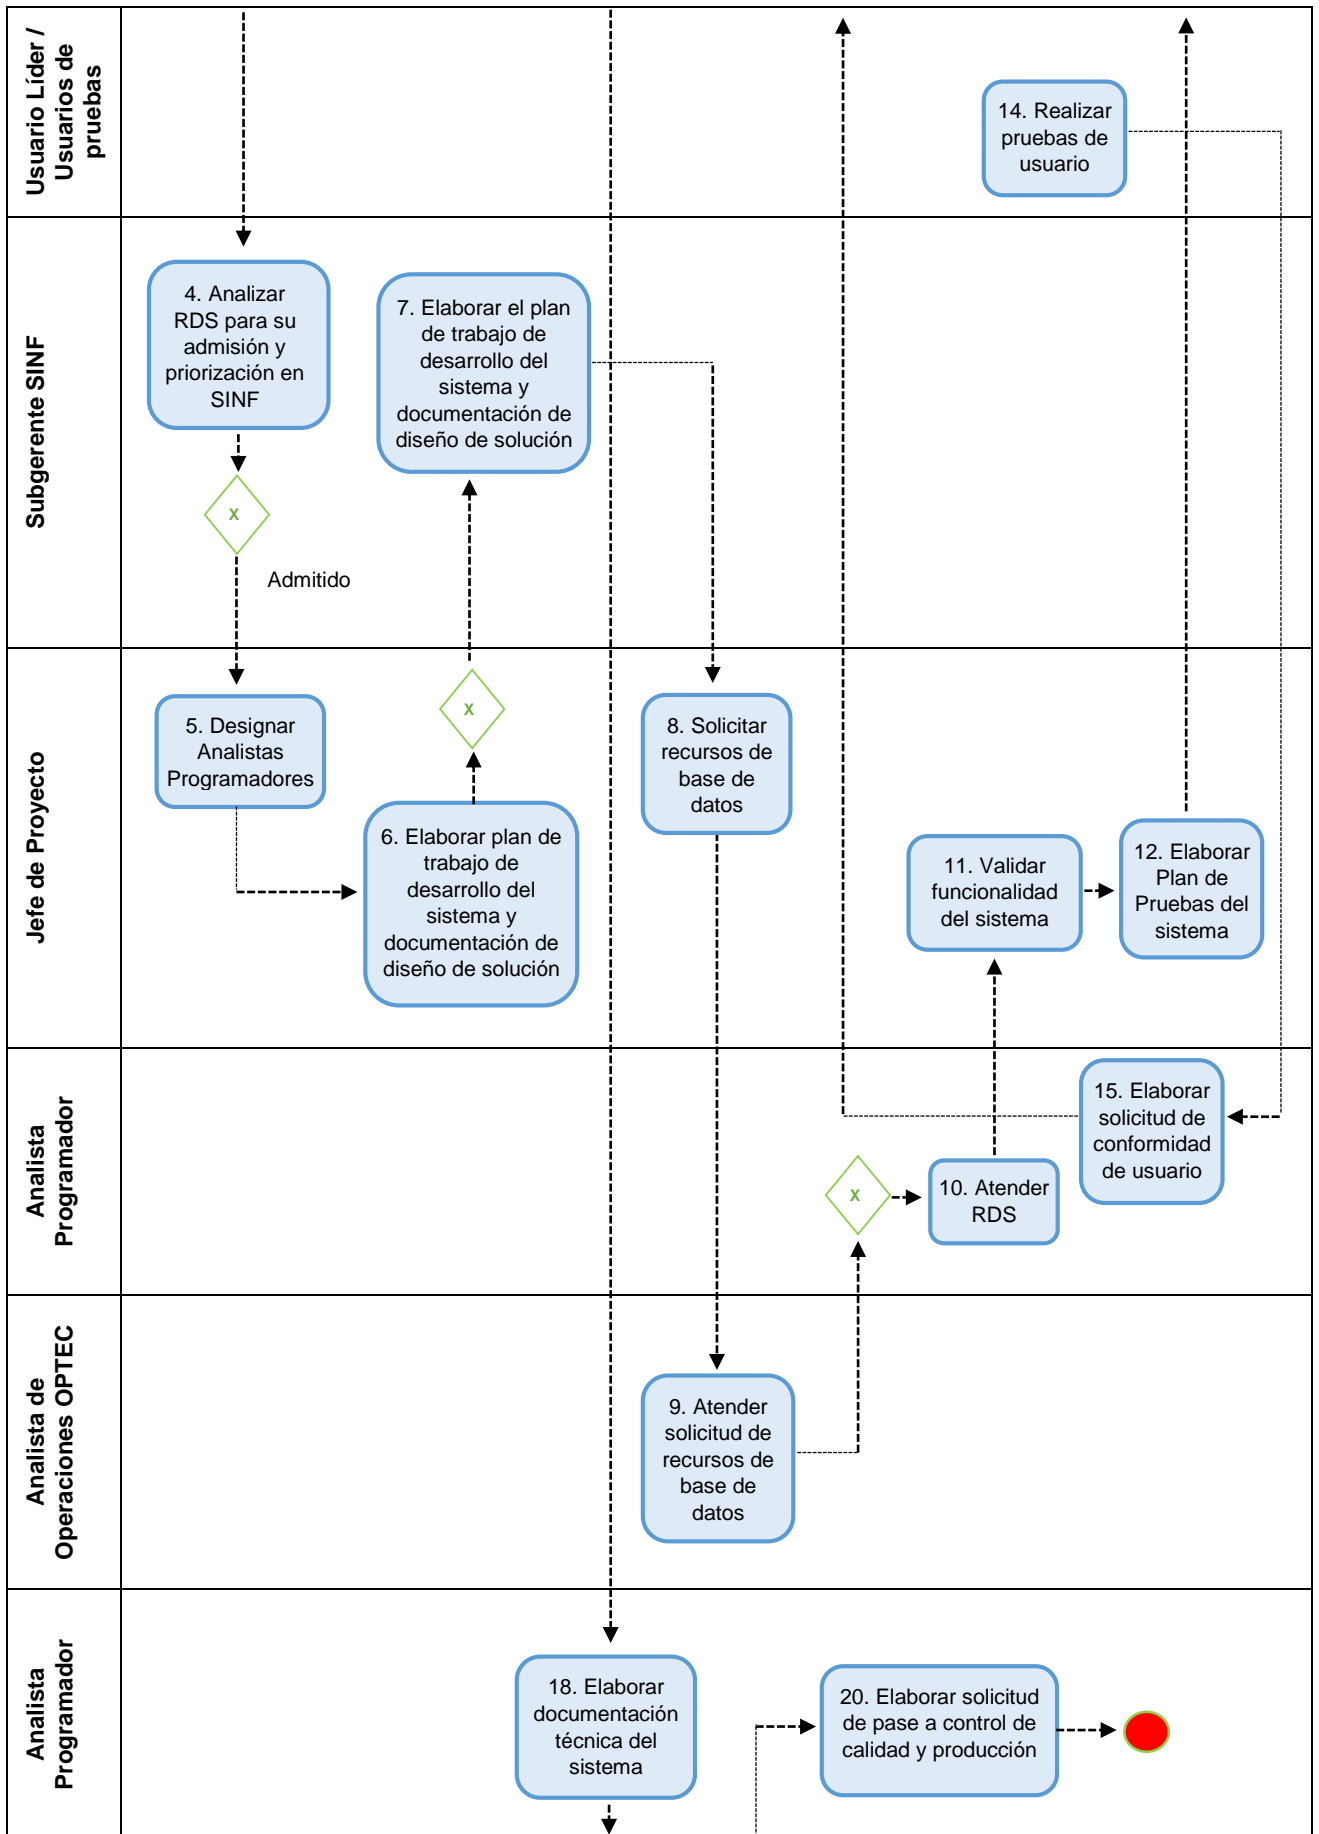 Usuario Líder /
Usuarios de
pruebas
14. Realizar
pruebas de
usuario
Subgerente SINF
4. Analizar
RDS para su
admisión y
priorización en
SINF
X
Admitido
7. Elaborar el plan
de trabajo de
desarrollo del
sistema y
documentación de
diseño de solución
Jefe de Proyecto
5. Designar
Analistas
Programadores
X
6. Elaborar plan de
trabajo de
desarrollo del
sistema y
documentación de
diseño de solución
8. Solicitar
recursos de
base de
datos
11. Validar
funcionalidad
del sistema
12. Elaborar
Plan de
Pruebas del
sistema
Analista
Programador
X
10. Atender
RDS
15. Elaborar
solicitud de
conformidad
de usuario
Analista de
Operaciones OPTEC
9. Atender
solicitud de
recursos de
base de
datos
Analista
Programador
18. Elaborar
documentación
técnica del
sistema
20. Elaborar solicitud
de pase a control de
calidad y producción